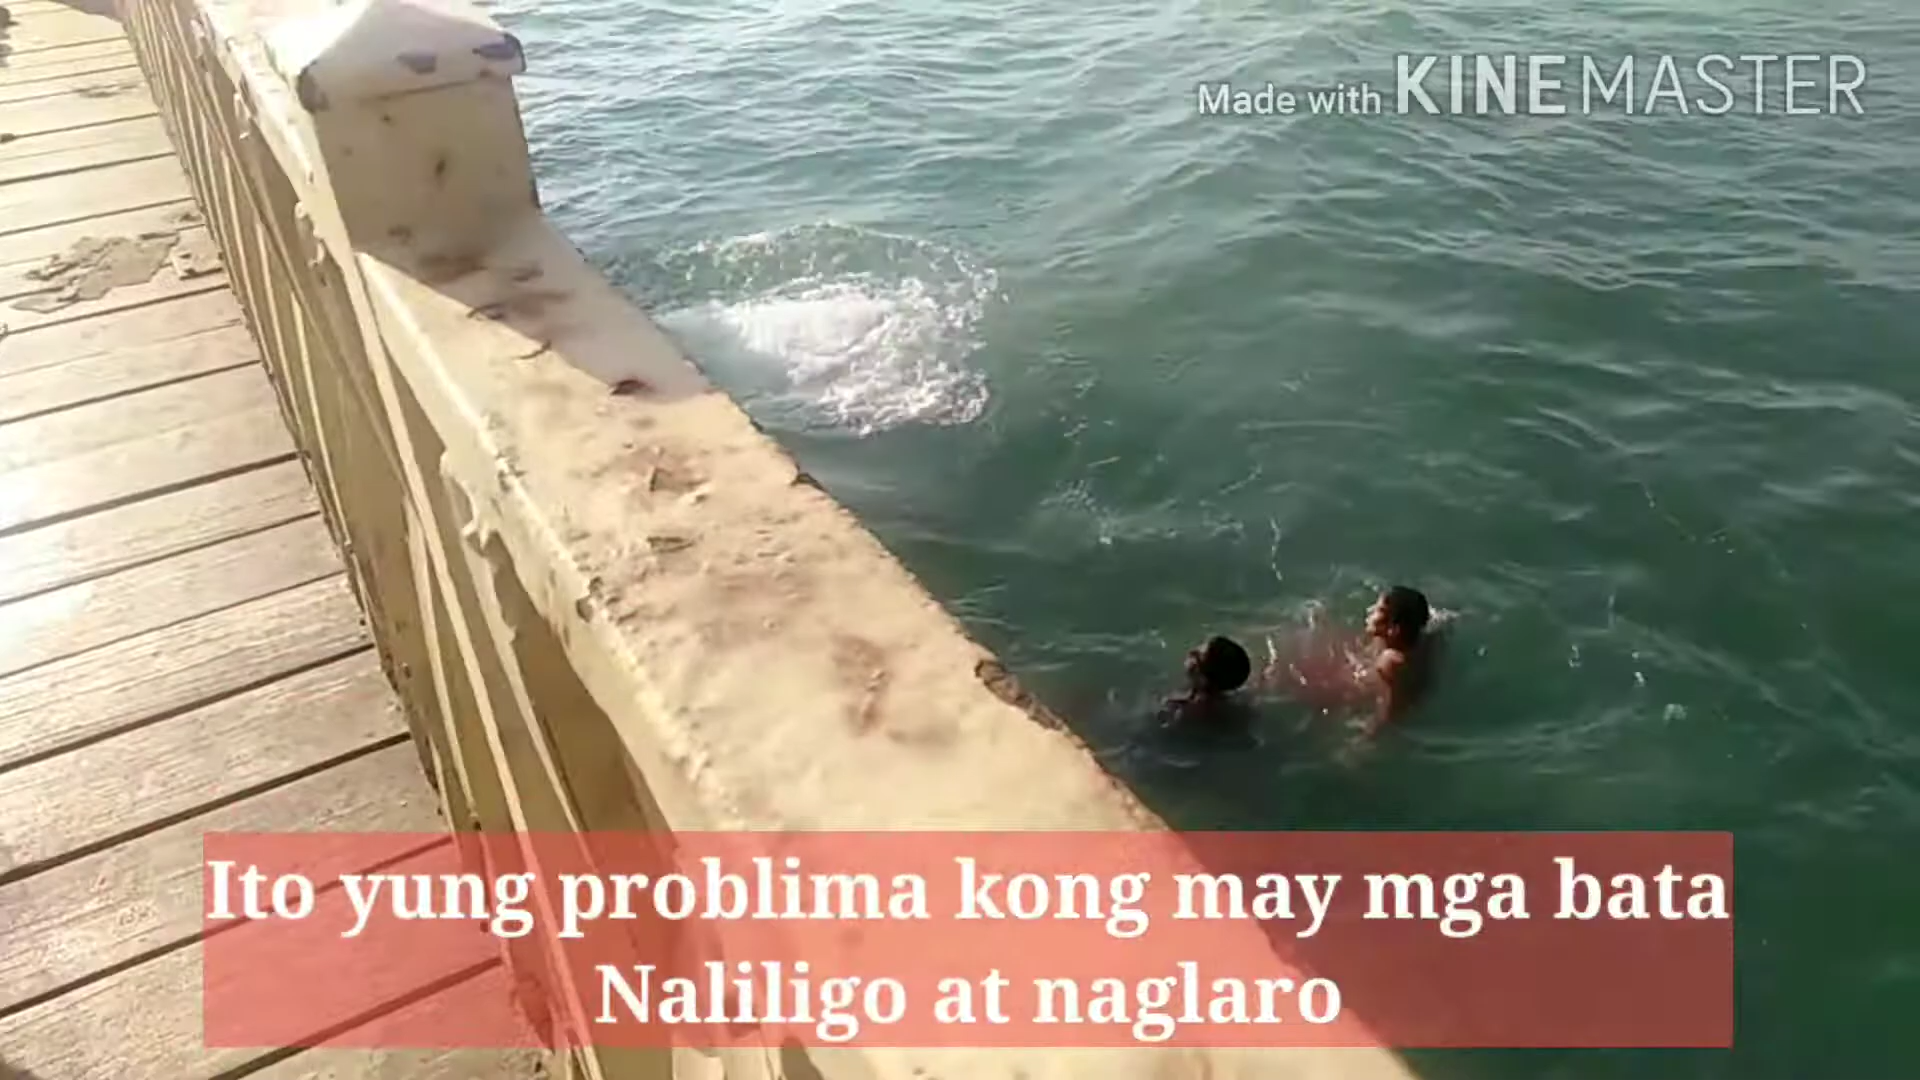 Made with KINEMASTER
Ito yung problima kong may mga bata
Naliligo at naglaro